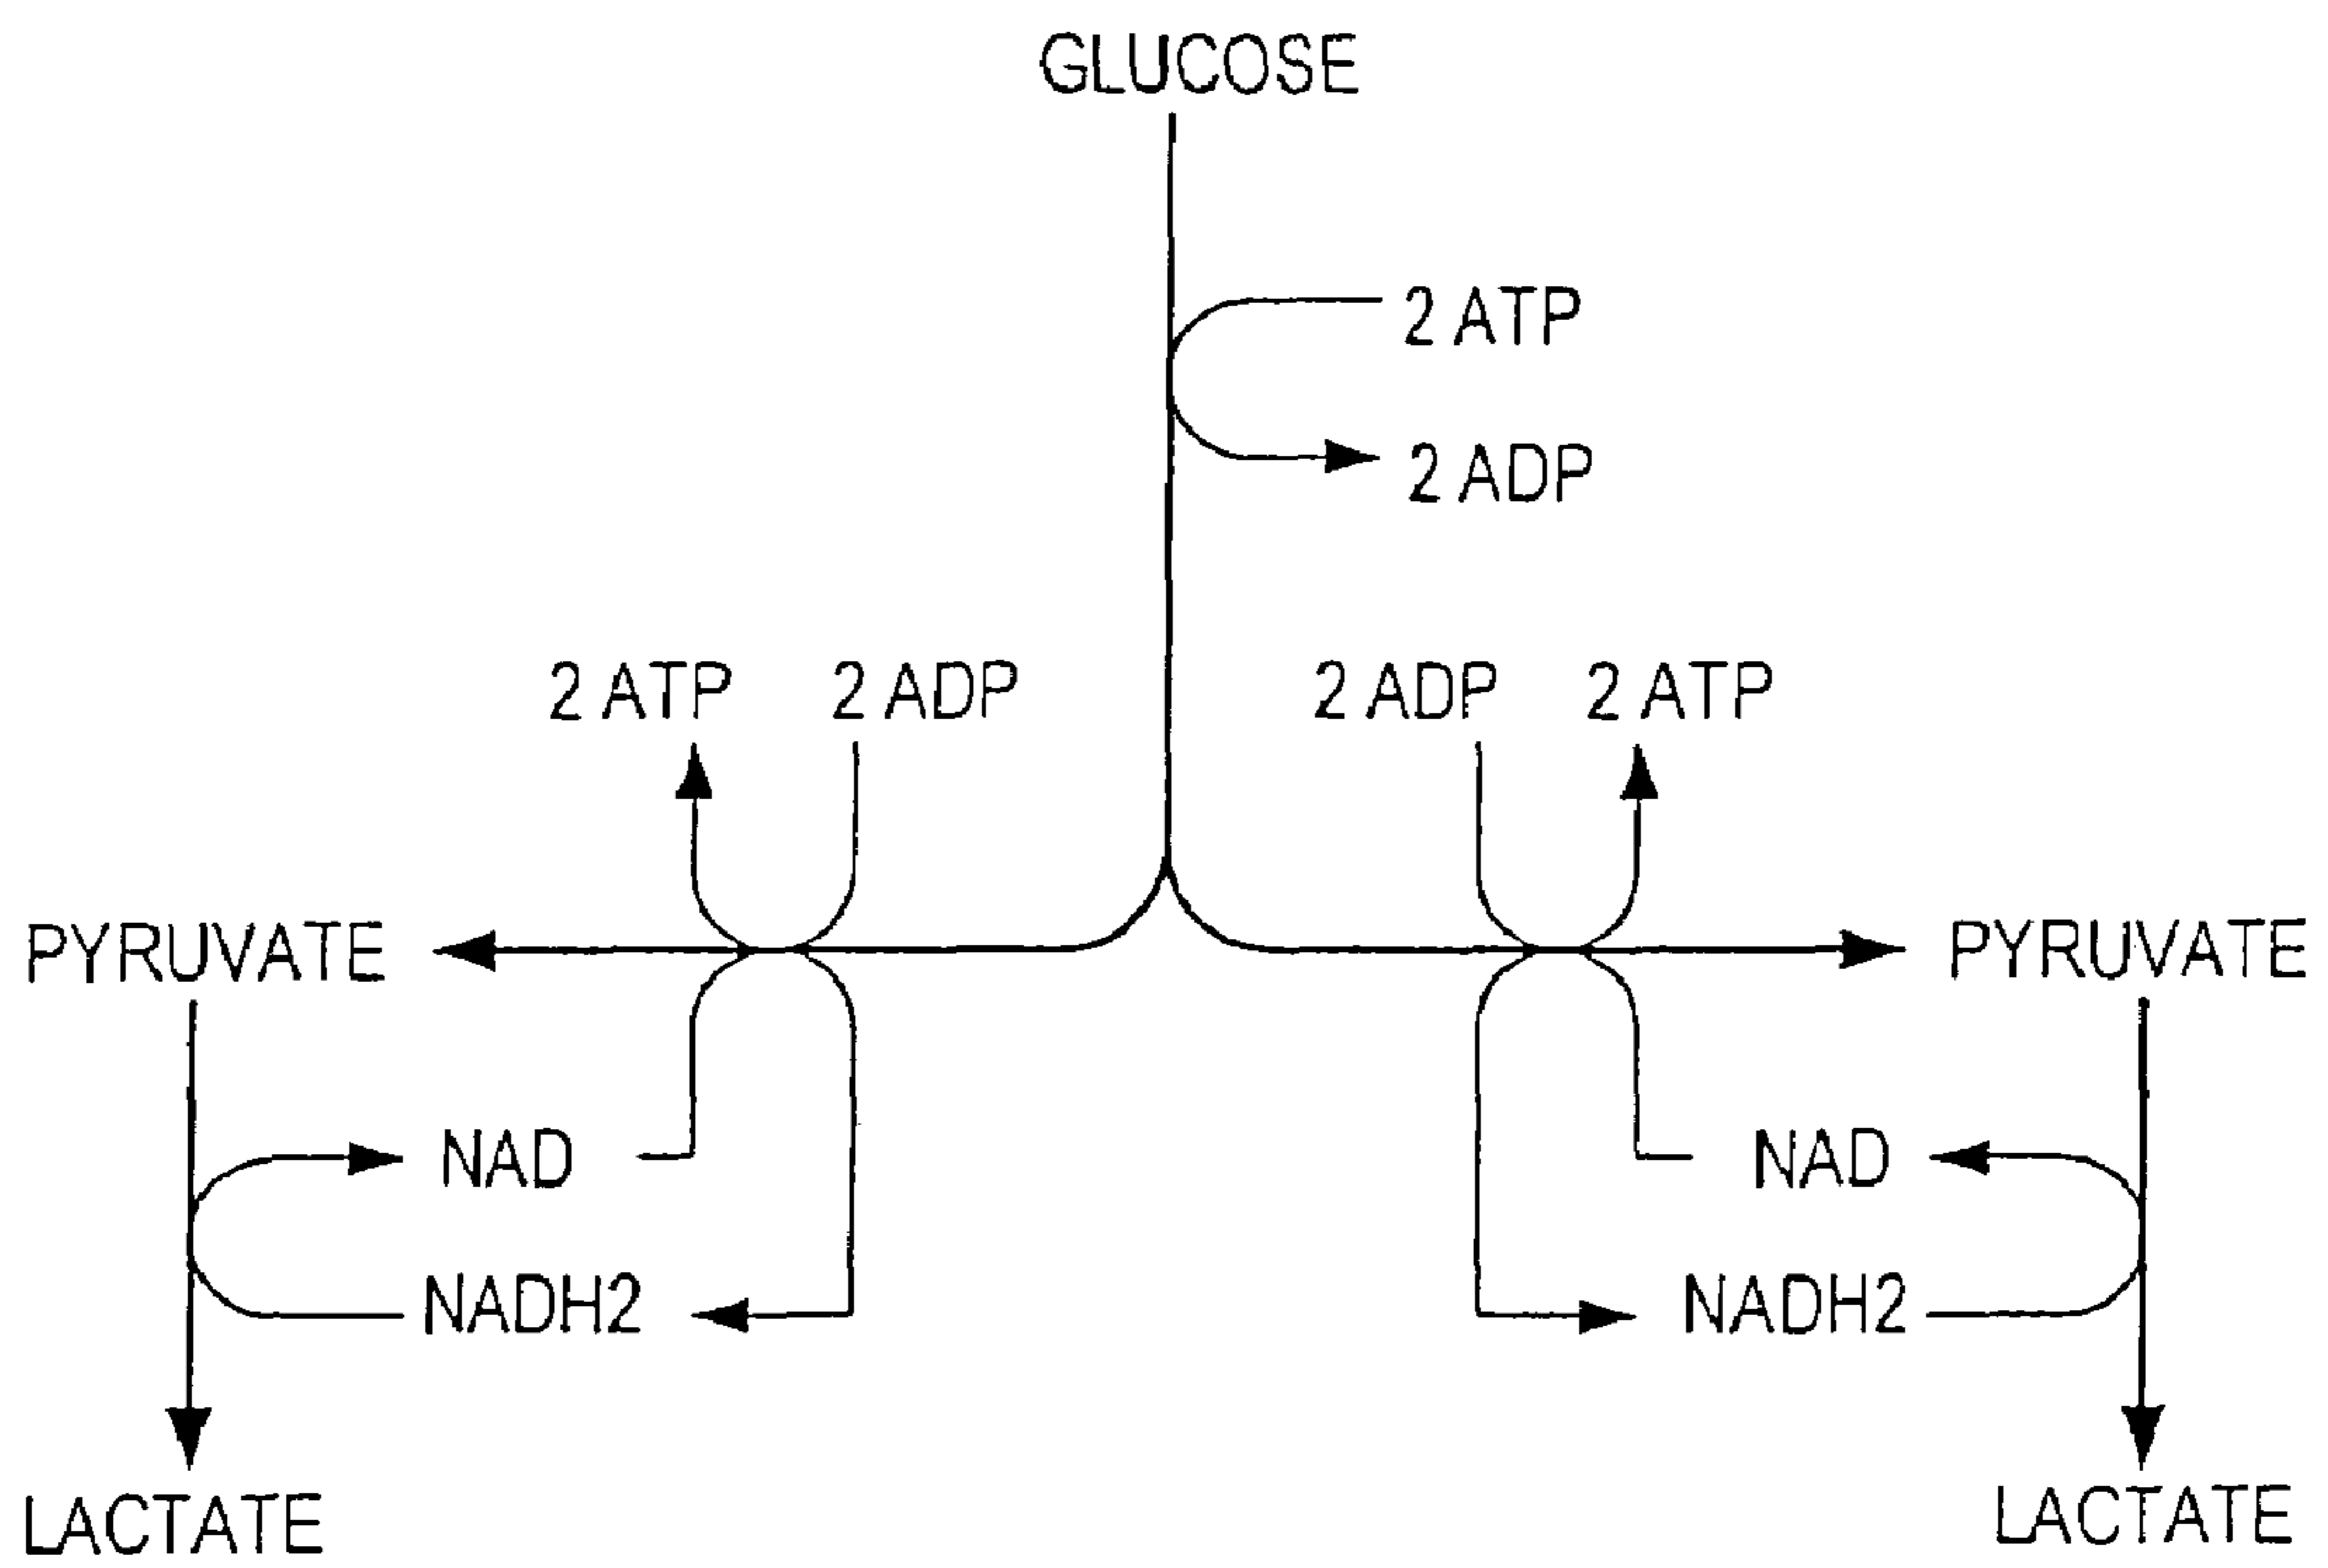 GLUCOSE
2 ATP
2 ADP
2 ATP 2 ADP 2 ADP 2 ATP
PYRUVATE PYRUVATE
NAD NAD
NADH2 NADH2
LACTATE LACTATE